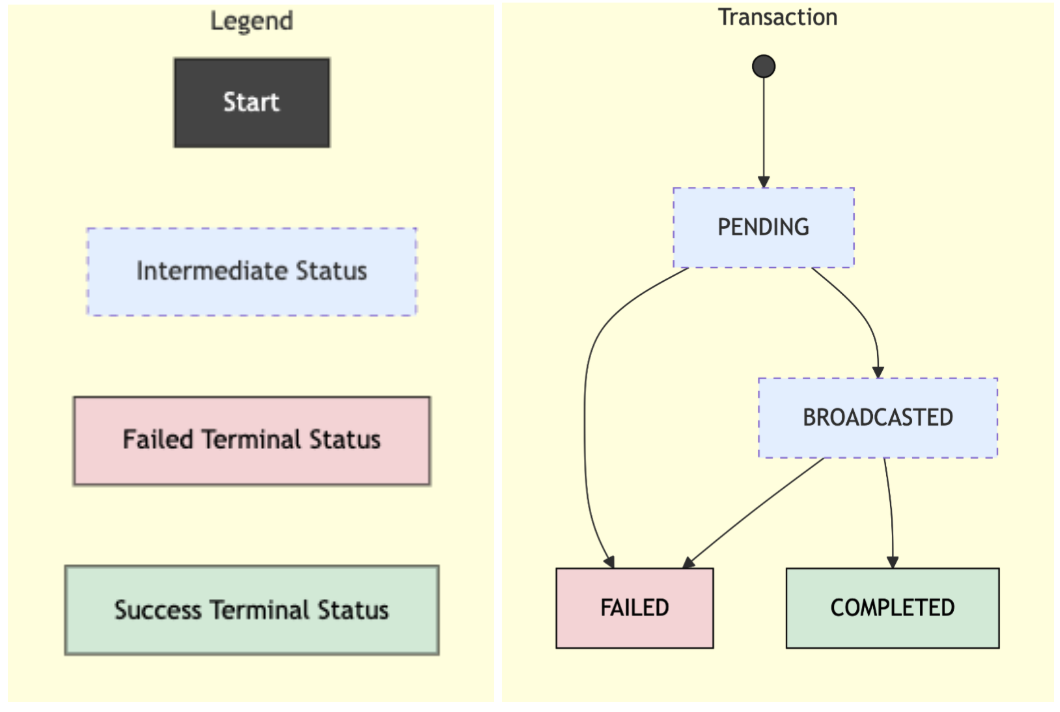 Legend
Start
Intermediate Status
Failed Terminal Status
Success Terminal Status
Transaction
PENDING
BROADCASTED
FAILED
COMPLETED